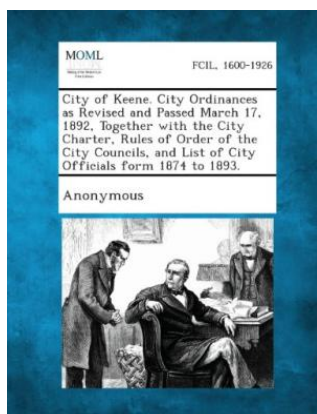 MOML
FCIL, 1600-1926
City of Keene. City Ordinances
as Revised and Passed March 17,
1892, Together with the City
Charter, Rules of Order of the
City Councils, and List of City
Officials form 1874 to 1893.
Anonymous